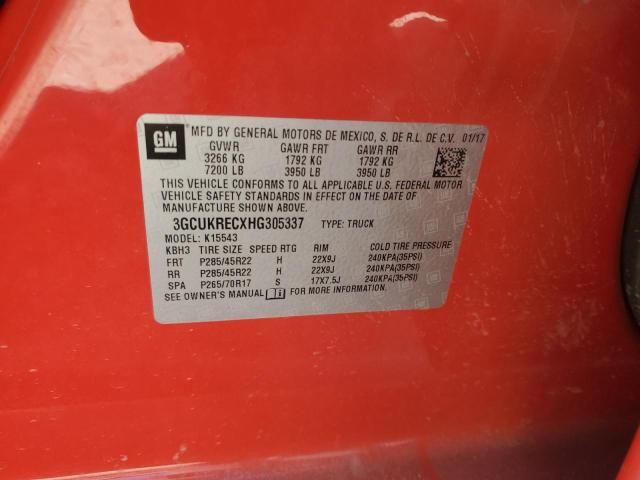 GM
MFD BY GENERAL MOTORS DE MEXICO, S. DE R.L. DE C.V. 01/17
GVWR GAWR FRT GAWR RR
3266 KG 1792 KG 1792 KG
7200 LB 3950 LB 3950 LB
THIS VEHICLE CONFORMS TO ALL APPLICABLE U.S. FEDERAL MOTOR
VEHICLE SAFETY STANDARDS IN EFFECT ON THE DATE OF
MANUFACTURE SHOWN ABOVE.
3GCUKRECXHG305337 TYPE: TRUCK
MODEL: K15543
KBH3 TIRE SIZE SPEED RTG RIM COLD TIRE PRESSURE
FRT P285/45R22 H 22X9J 240KPA(35PSI)
RR P285/45R22 H 22X9J 240KPA(35PSI)
SPA P265/70R17 S 17X7.5J 240KPA(35PSI)
SEE OWNER'S MANUAL FOR MORE INFORMATION.